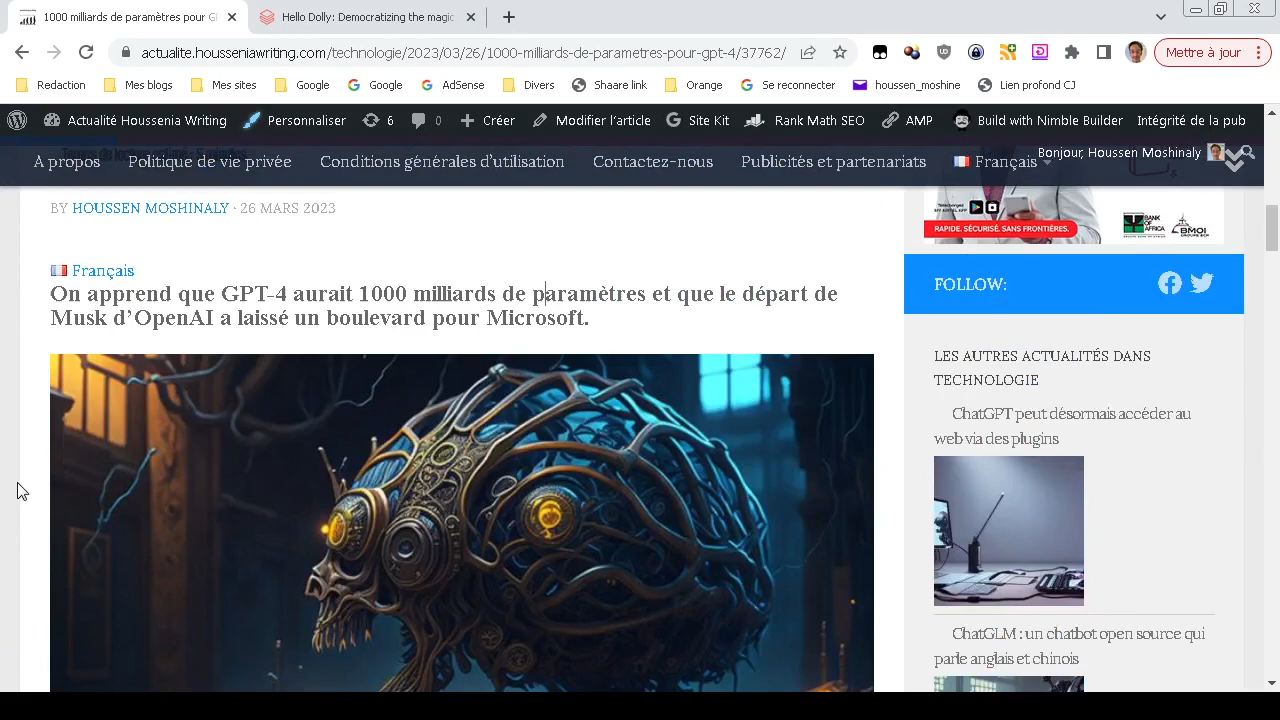 1000 milliards de paramètres pour G
Hello Dolly: Democratizing the magic
actualite.housseniawriting.com/technologie/2023/03/26/1000-milliards-de-parametres-pour-gpt-4/3762/
Mettre à jour
Redaction
Mes blogs
Mes sites
Google
Google
AdSense
Divers
Shaare link
Orange
Se reconnecter
houssen_moshine
Lien profond CJ
Actualité Houssenia Writing
Personnaliser
6
0
Créer
Modifier l'article
Site Kit
Rank Math SEO
AMP
Build with Nimble Builder
Intégrité de la pub
Bonjour, Houssen Moshinaly
A propos
Politique de vie privée
Conditions générales d'utilisation
Contactez-nous
Publicités et partenariats
Français
BY HOUSSEN MOSHINALY · 26 MARS 2023
Français
On apprend que GPT-4 aurait 1000 milliards de paramètres et que le départ de
Musk d'OpenAI a laissé un boulevard pour Microsoft.
RAPIDE. SÉCURISÉ. SANS FRONTIÈRES.
BANK
OF
AFRICA
BMOI
FOLLOW:
LES AUTRES ACTUALITÉS DANS
TECHNOLOGIE
ChatGPT peut désormais accéder au
web via des plugins
ChatGLM : un chatbot open source qui
parle anglais et chinois